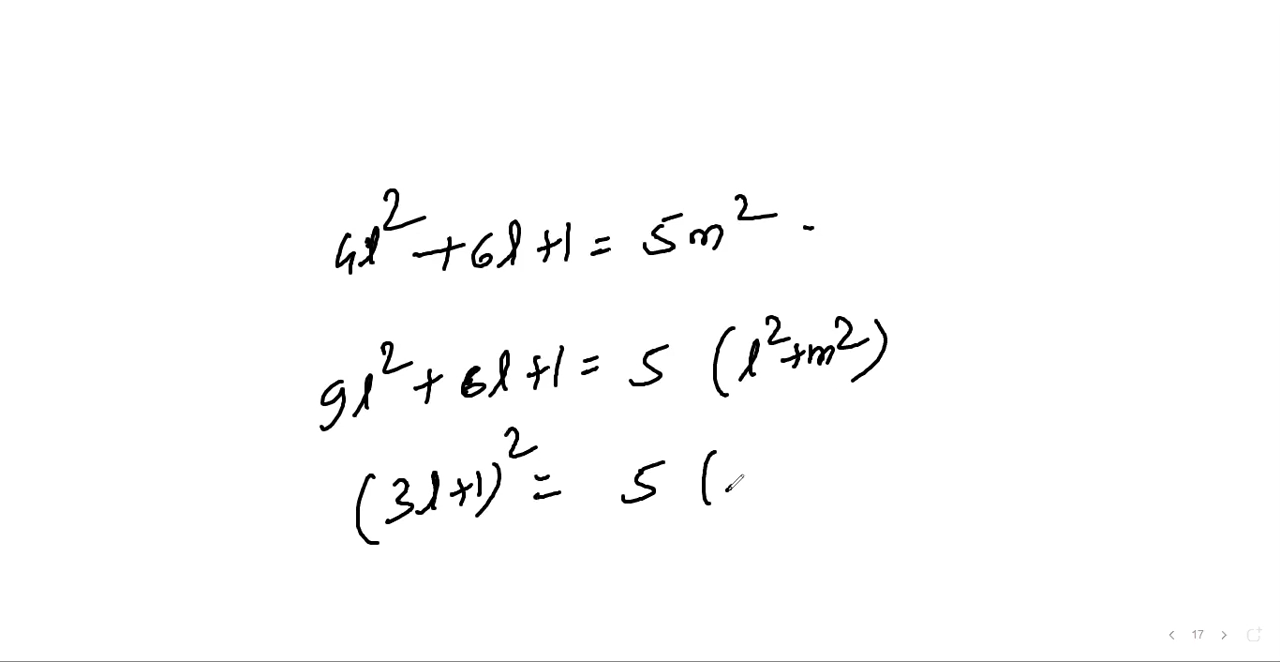 4l² + 6l + 1 = 5m² .
9l² + 6l + 1 = 5 (l² + m²)
(3l + 1)² = 5 (
17